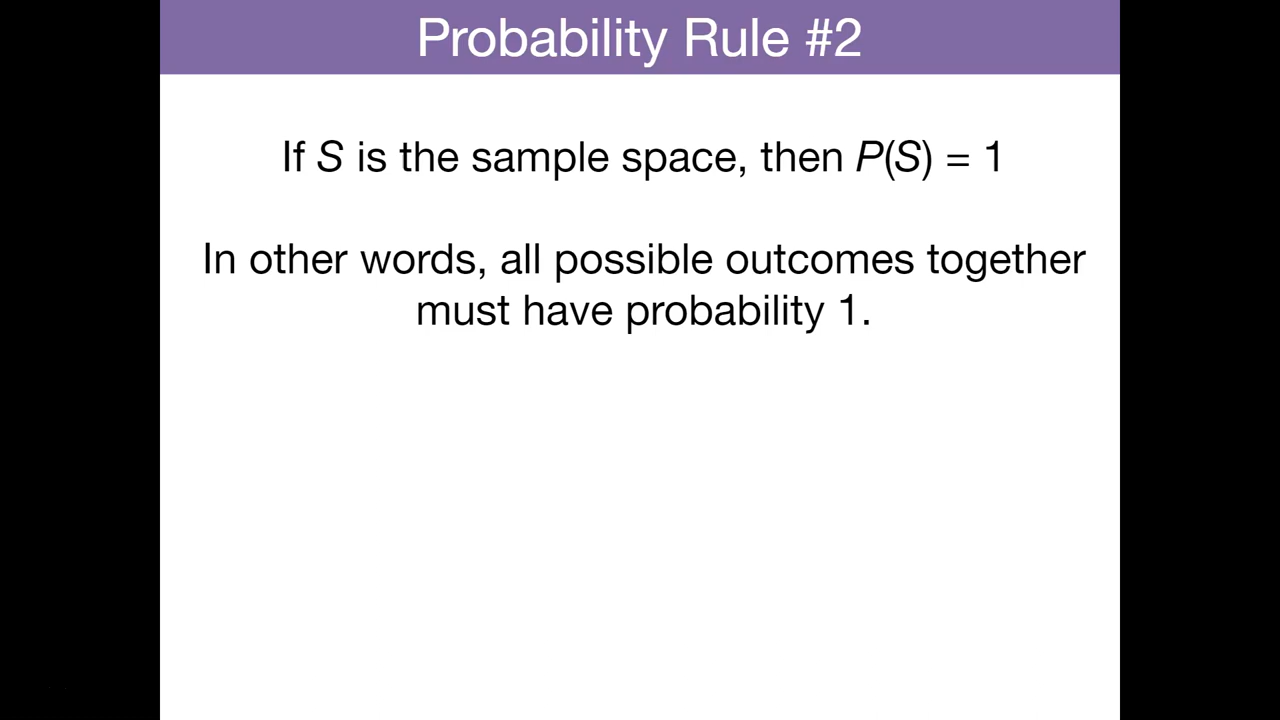 Probability Rule #2
If S is the sample space, then P(S) = 1
In other words, all possible outcomes together
must have probability 1.